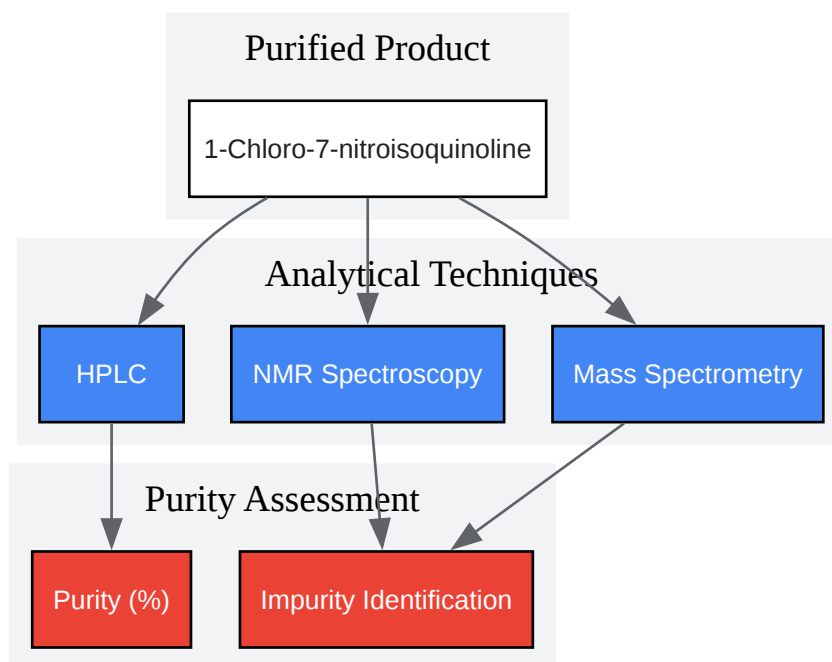 Purified Product
1-Chloro-7-nitroisoquinoline
Analytical Techniques
HPLC
NMR Spectroscopy
Mass Spectrometry
Purity Assessment
Purity (%)
Impurity Identification